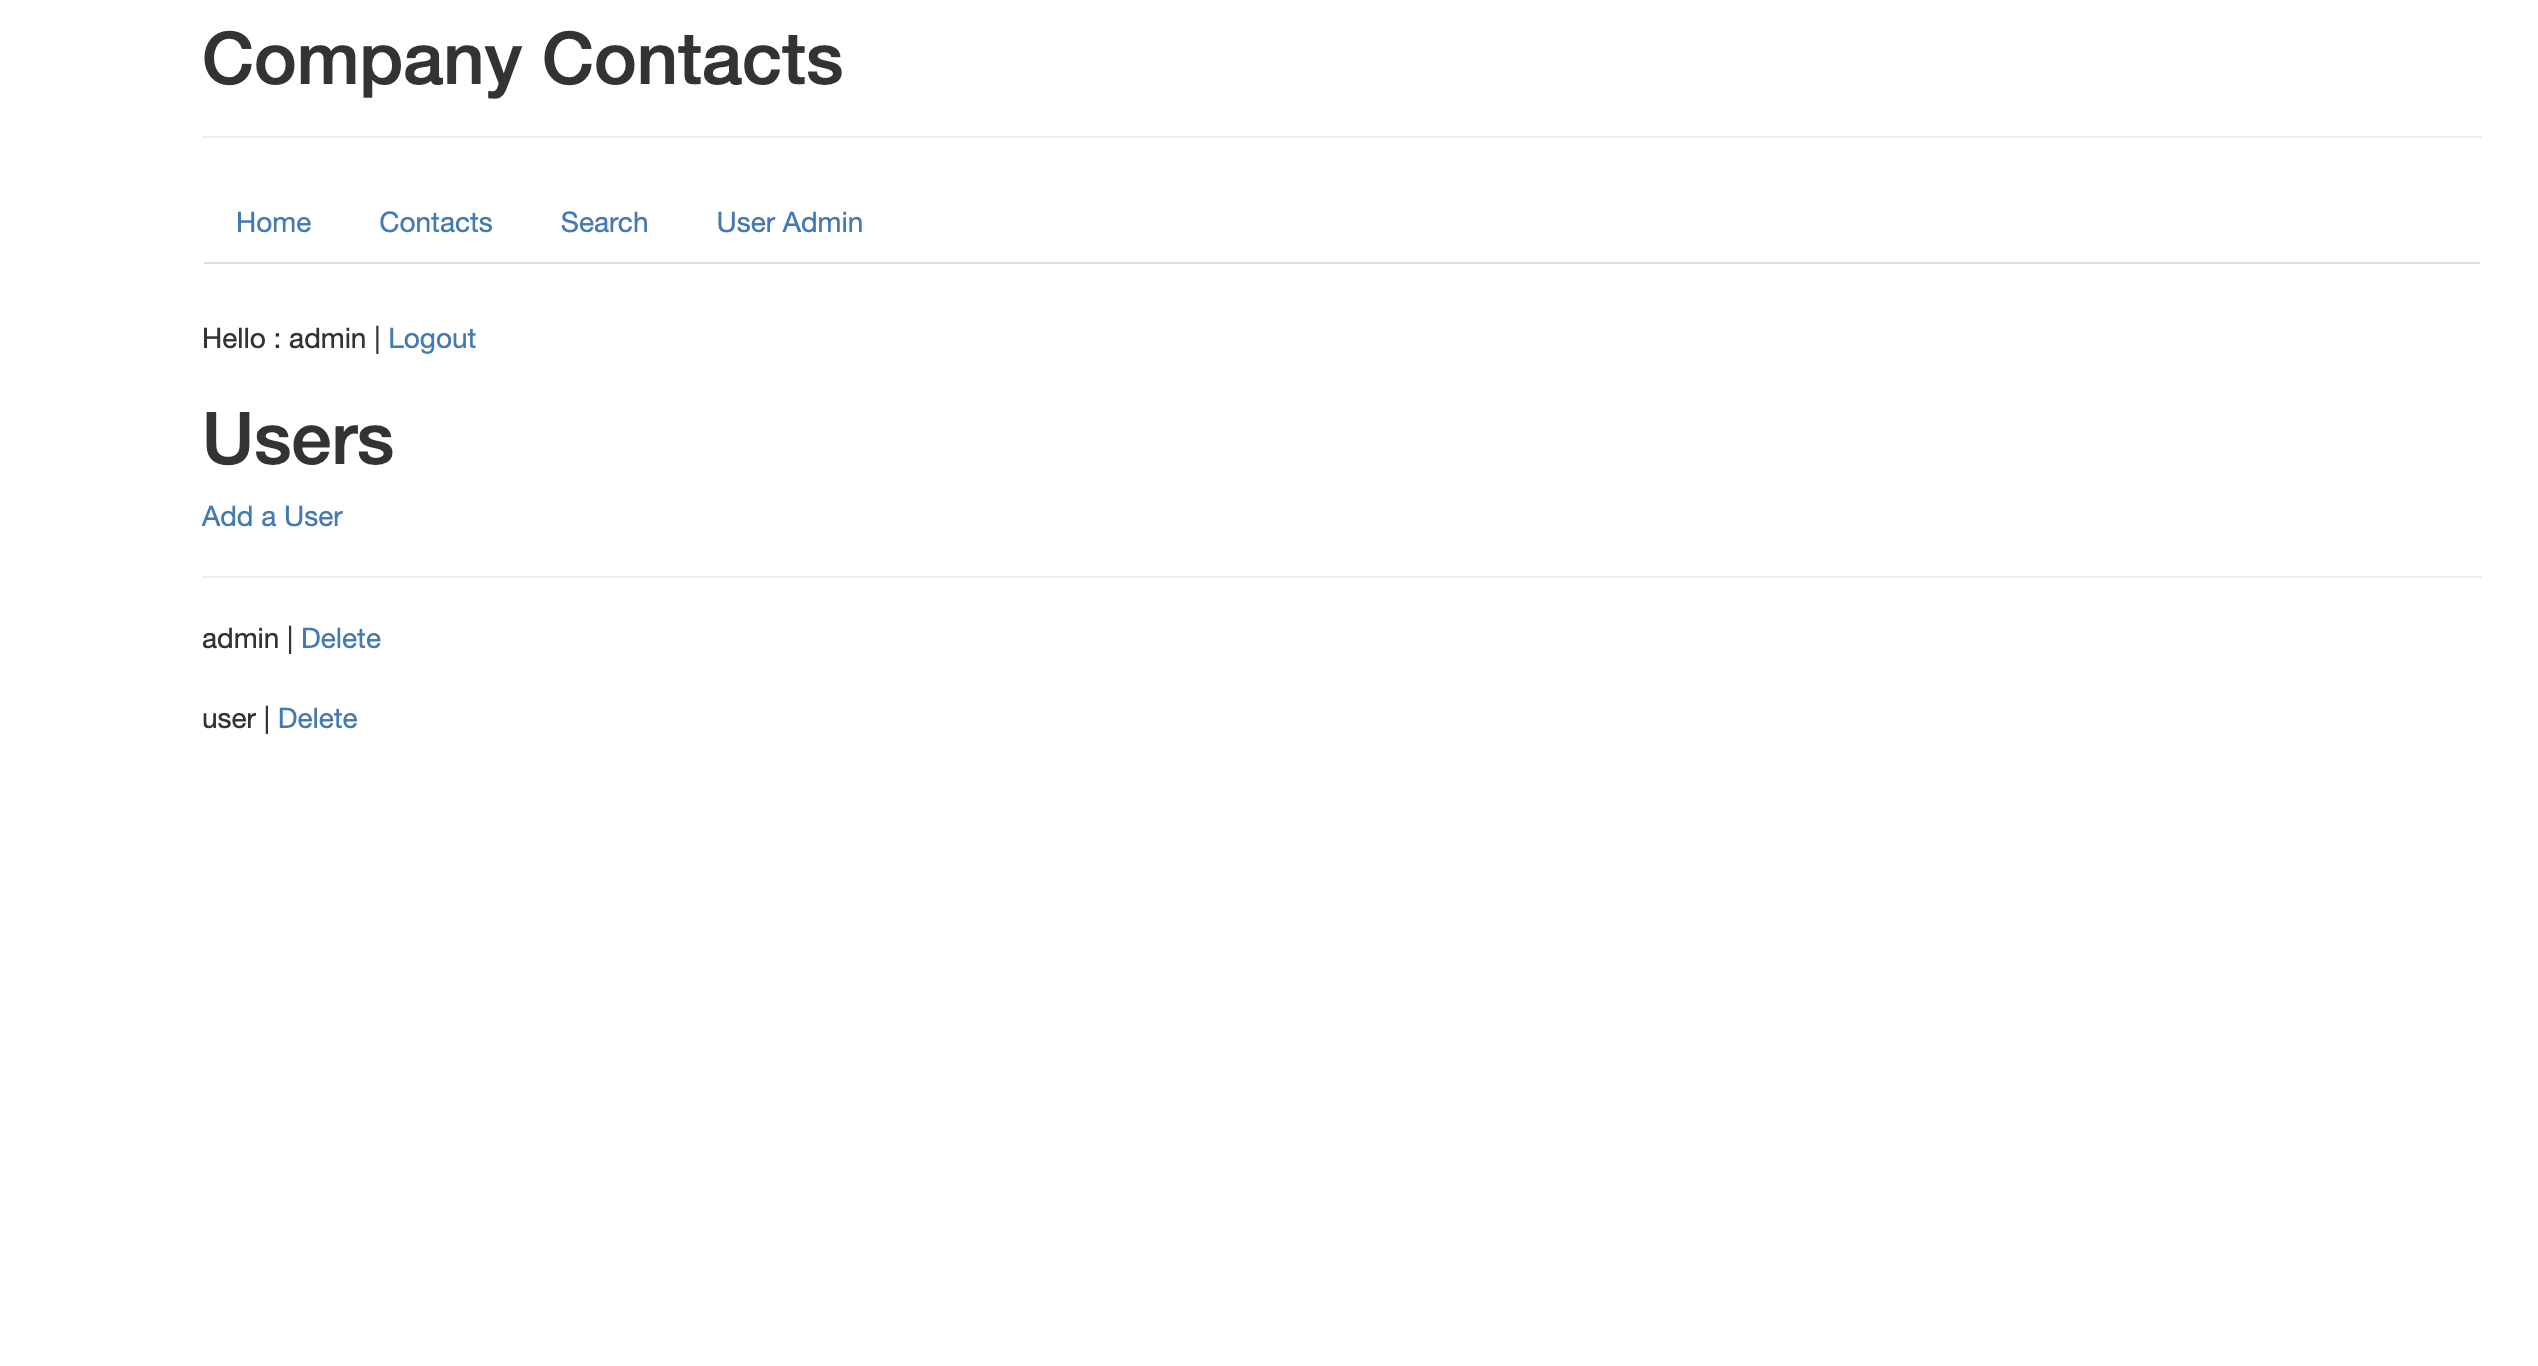 Company Contacts
Home Contacts Search User Admin
Hello : admin | Logout
Users
Add a User
admin | Delete
user | Delete